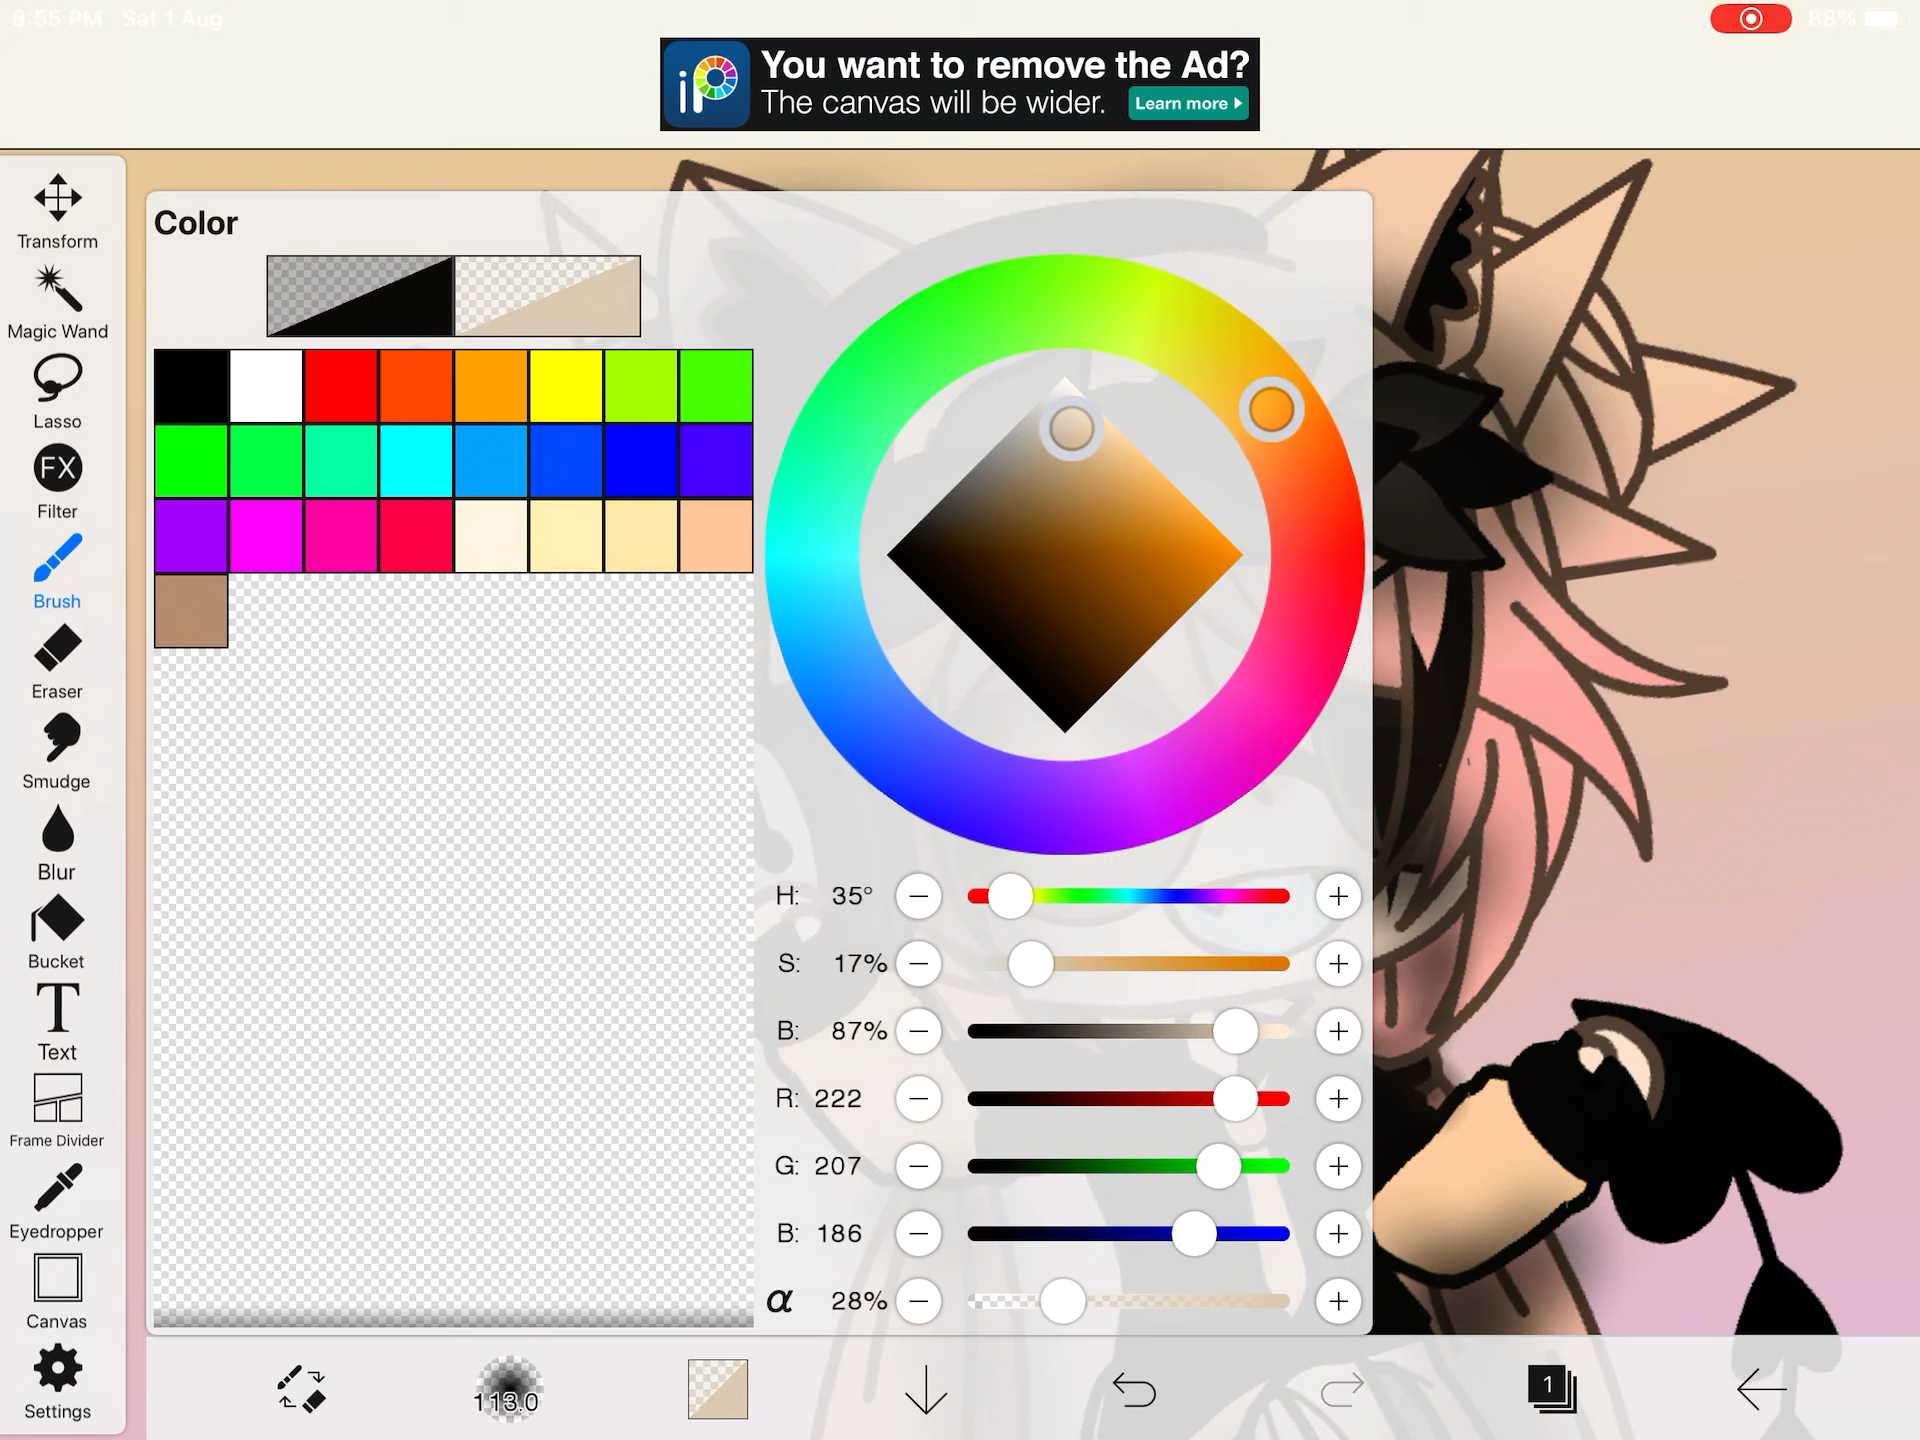 9:55 PM Sat 1 Aug
88%
iP
You want to remove the Ad?
The canvas will be wider. Learn more
Transform
Magic Wand
Lasso
FX
Filter
Brush
Eraser
Smudge
Blur
Bucket
T
Text
Frame Divider
Eyedropper
Canvas
Settings
Color
H: 35°
S: 17%
B: 87%
R: 222
G: 207
B: 186
α 28%
113.0
1